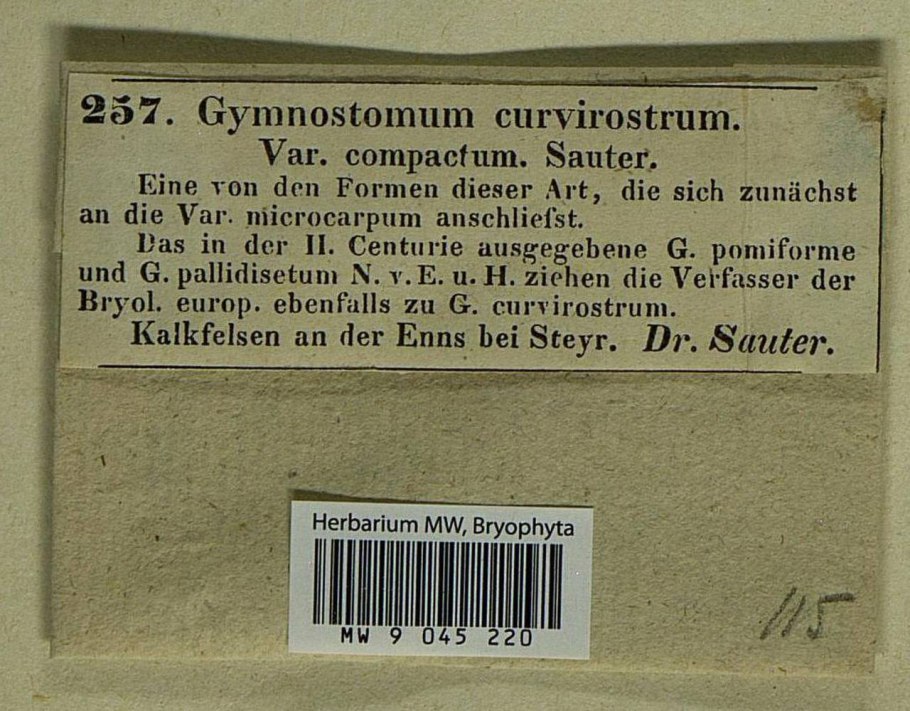 257. Gymnostomum curvirostrum.
Var. compactum. Sauter.
Eine von den Formen dieser Art, die sich zunächst
an die Var. microcarpum anschlieſst.
Das in der II. Centurie ausgegebene G. pomiforme
und G. pallidisetum N. v. E. u. H. ziehen die Verfasser der
Bryol. europ. ebenfalls zu G. curvirostrum.
Kalkfelsen an der Enns bei Steyr. Dr. Sauter.
Herbarium MW, Bryophyta
MW 9 045 220
115